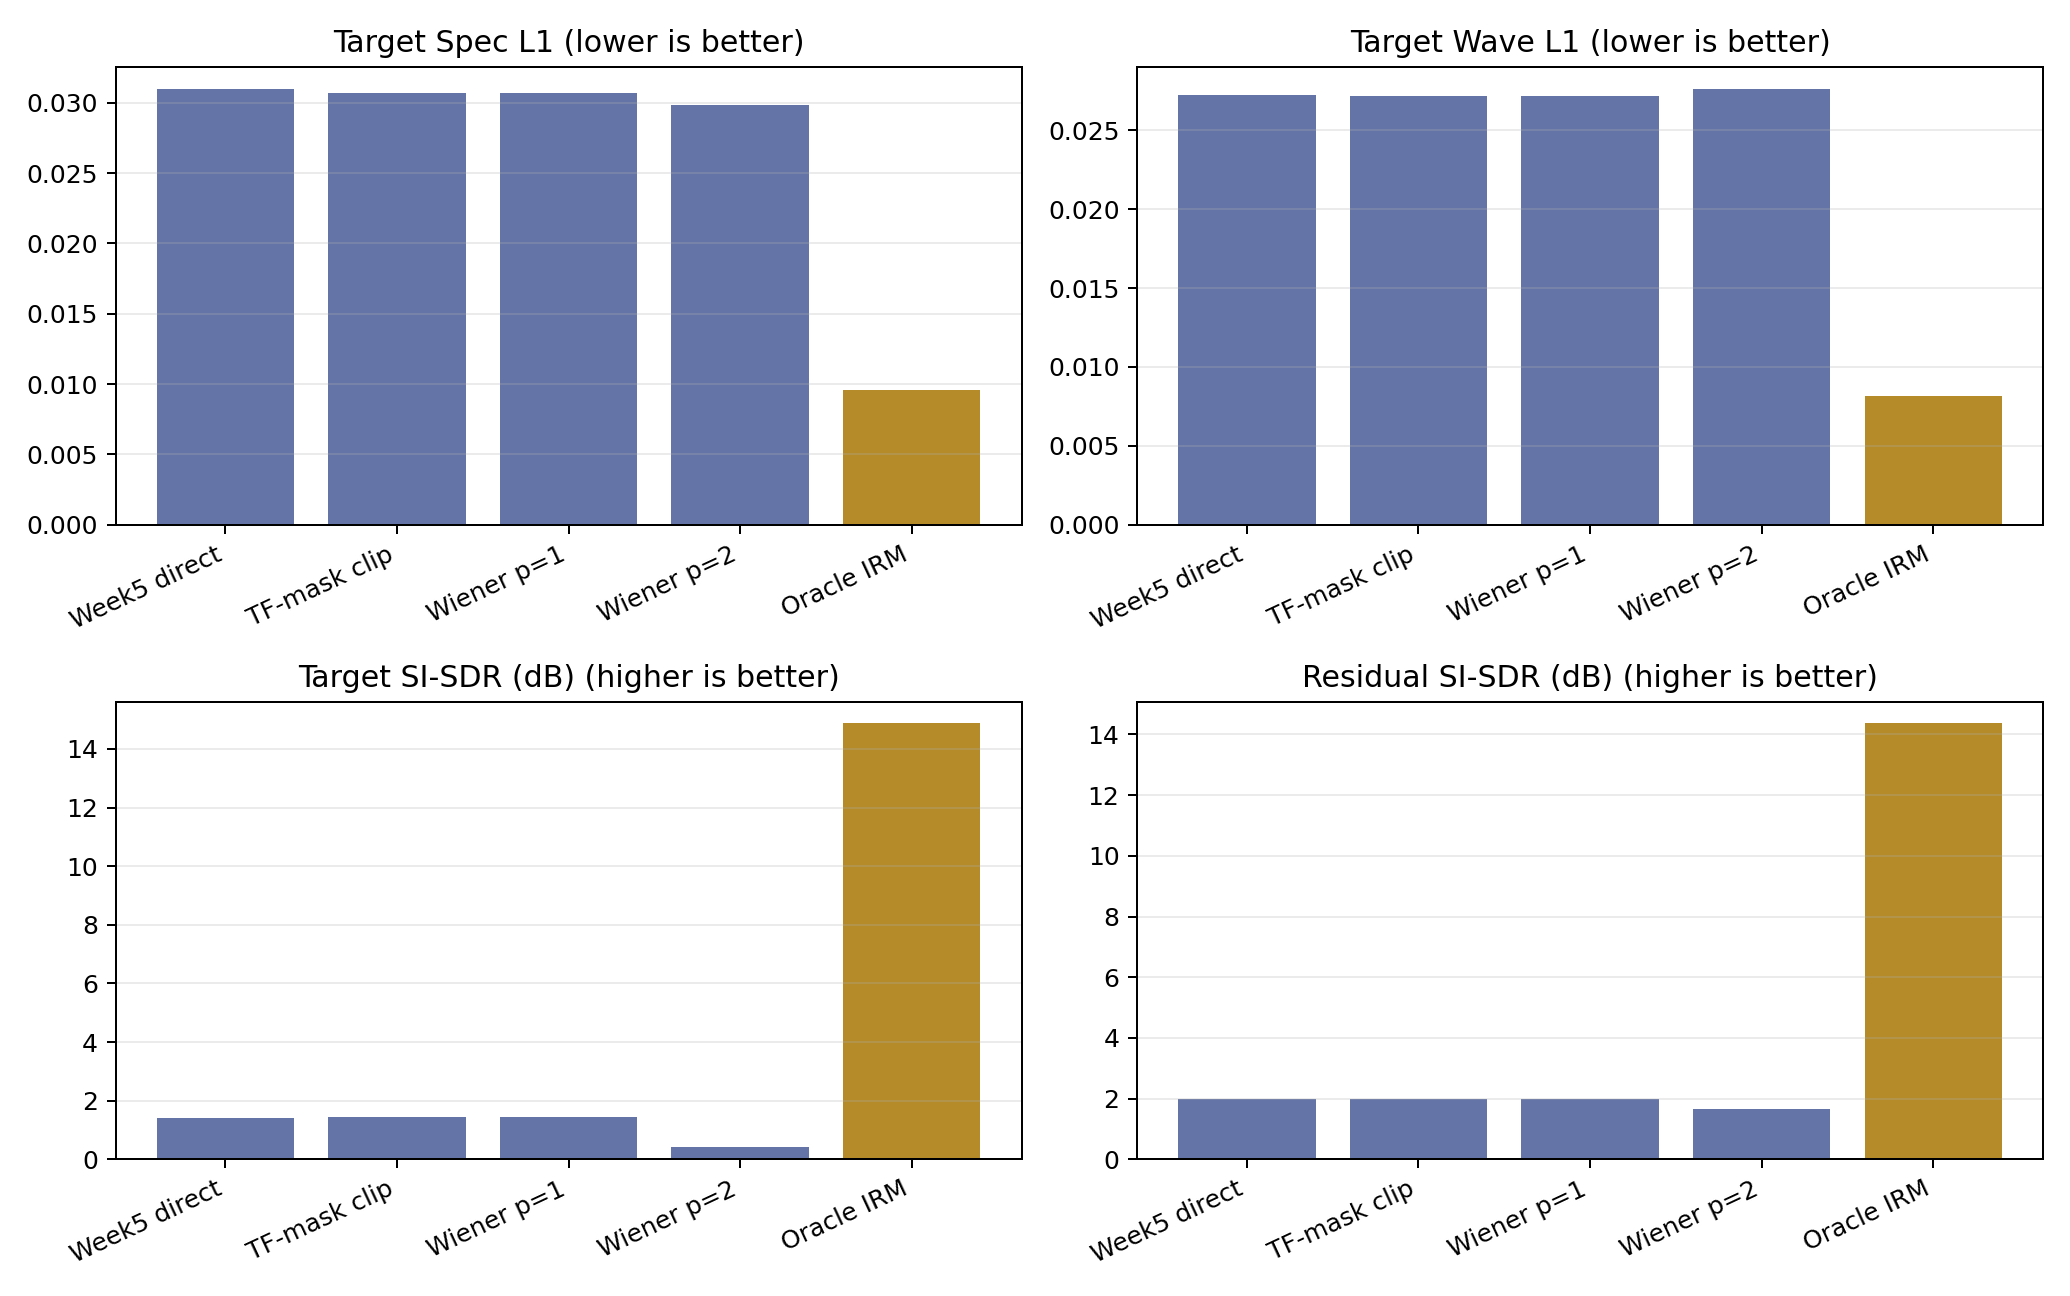 Target Spec L1 (lower is better)
0.030
0.025
0.020
0.015
0.010
0.005
0.000
Week5 direct
TF-mask clip
Wiener p=1
Wiener p=2
Oracle IRM
Target Wave L1 (lower is better)
0.025
0.020
0.015
0.010
0.005
0.000
Week5 direct
TF-mask clip
Wiener p=1
Wiener p=2
Oracle IRM
Target SI-SDR (dB) (higher is better)
14
12
10
8
6
4
2
0
Week5 direct
TF-mask clip
Wiener p=1
Wiener p=2
Oracle IRM
Residual SI-SDR (dB) (higher is better)
14
12
10
8
6
4
2
0
Week5 direct
TF-mask clip
Wiener p=1
Wiener p=2
Oracle IRM